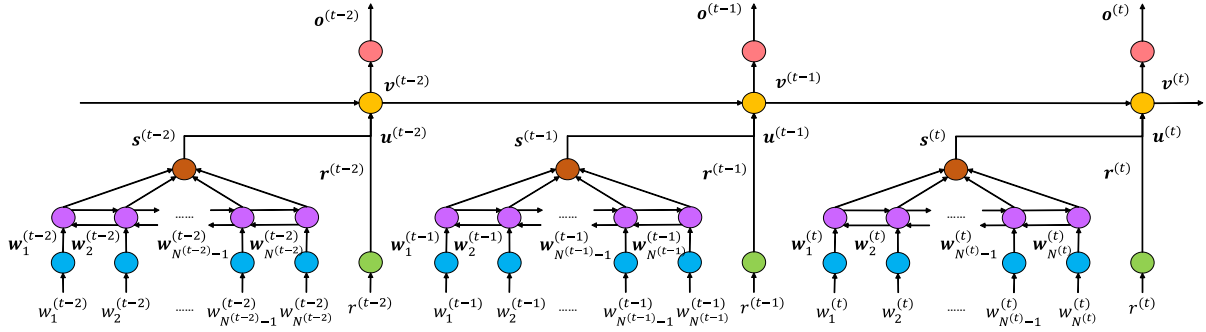 𝒐^(t−2) 𝒐^(t−1) 𝒐^(t)
𝒗^(t−2) 𝒗^(t−1) 𝒗^(t)
𝒔^(t−2) 𝒖^(t−2) 𝒔^(t−1) 𝒖^(t−1) 𝒔^(t) 𝒖^(t)
𝒓^(t−2) 𝒓^(t−1) 𝒓^(t)
...... ...... ......
𝒘_1^(t−2) 𝒘_2^(t−2) 𝒘_{N^(t−2)−1}^(t−2) 𝒘_{N^(t−2)}^(t−2) 𝒘_1^(t−1) 𝒘_2^(t−1) 𝒘_{N^(t−1)−1}^(t−1) 𝒘_{N^(t−1)}^(t−1) 𝒘_1^(t) 𝒘_2^(t) 𝒘_{N^(t)−1}^(t) 𝒘_{N^(t)}^(t)
w_1^(t−2) w_2^(t−2) ...... w_{N^(t−2)−1}^(t−2) w_{N^(t−2)}^(t−2) r^(t−2) w_1^(t−1) w_2^(t−1) ...... w_{N^(t−1)−1}^(t−1) w_{N^(t−1)}^(t−1) r^(t−1) w_1^(t) w_2^(t) ...... w_{N^(t)−1}^(t) w_{N^(t)}^(t) r^(t)